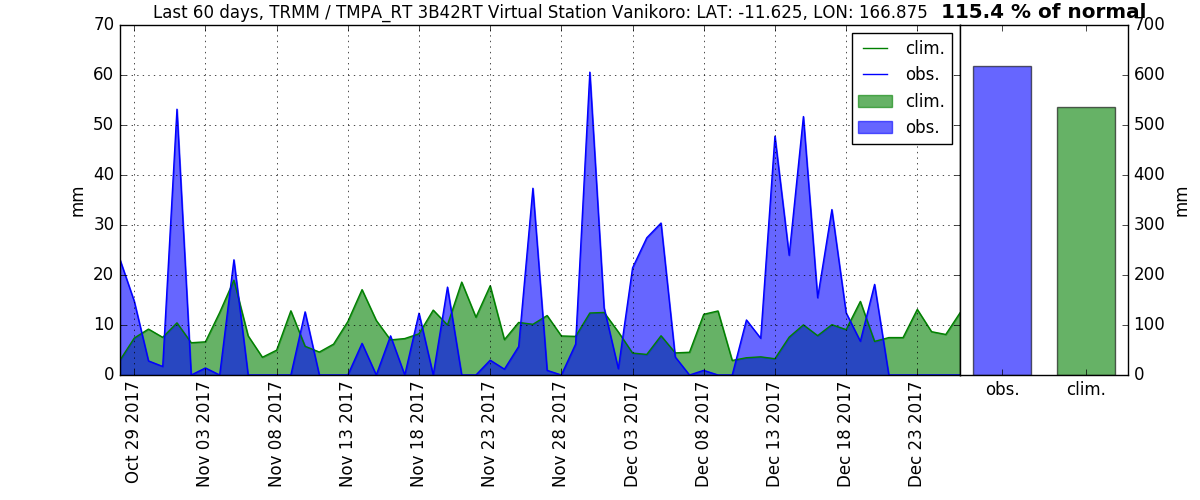 Last 60 days, TRMM / TMPA_RT 3B42RT Virtual Station Vanikoro: LAT: -11.625, LON: 166.875
115.4 % of normal
70
60
50
40
30
20
10
0
mm
clim.
obs.
clim.
obs.
Oct 29 2017
Nov 03 2017
Nov 08 2017
Nov 13 2017
Nov 18 2017
Nov 23 2017
Nov 28 2017
Dec 03 2017
Dec 08 2017
Dec 13 2017
Dec 18 2017
Dec 23 2017
700
600
500
400
300
200
100
0
mm
obs.
clim.